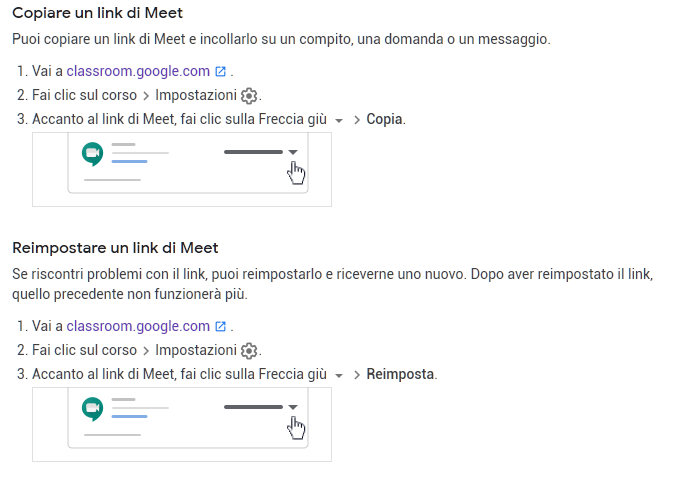 Copiare un link di Meet
Puoi copiare un link di Meet e incollarlo su un compito, una domanda o un messaggio.
1. Vai a classroom.google.com .
2. Fai clic sul corso > Impostazioni .
3. Accanto al link di Meet, fai clic sulla Freccia giù > Copia.
Reimpostare un link di Meet
Se riscontri problemi con il link, puoi reimpostarlo e riceverne uno nuovo. Dopo aver reimpostato il link,
quello precedente non funzionerà più.
1. Vai a classroom.google.com .
2. Fai clic sul corso > Impostazioni .
3. Accanto al link di Meet, fai clic sulla Freccia giù > Reimposta.